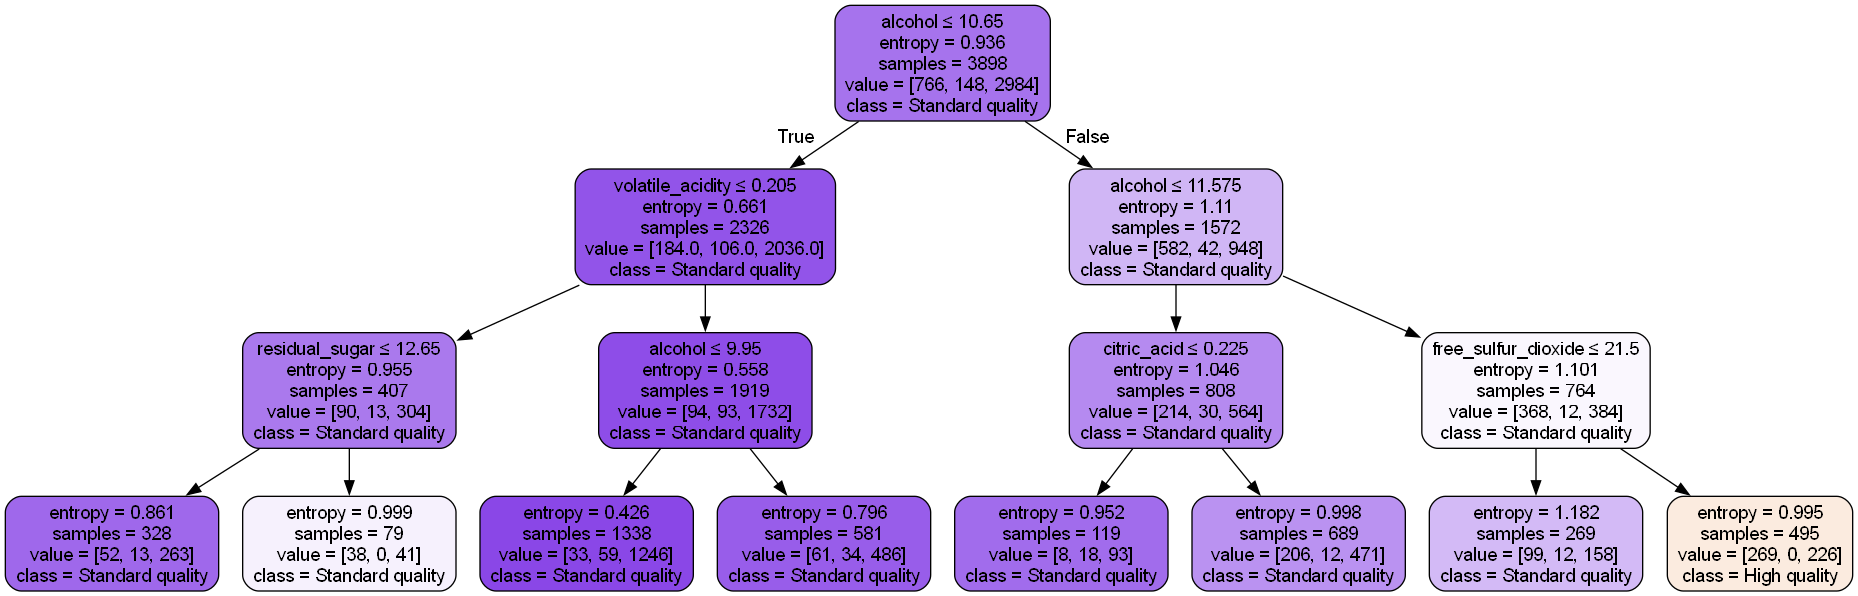 alcohol ≤ 10.65
entropy = 0.936
samples = 3898
value = [766, 148, 2984]
class = Standard quality
True
False
volatile_acidity ≤ 0.205
entropy = 0.661
samples = 2326
value = [184.0, 106.0, 2036.0]
class = Standard quality
alcohol ≤ 11.575
entropy = 1.11
samples = 1572
value = [582, 42, 948]
class = Standard quality
residual_sugar ≤ 12.65
entropy = 0.955
samples = 407
value = [90, 13, 304]
class = Standard quality
alcohol ≤ 9.95
entropy = 0.558
samples = 1919
value = [94, 93, 1732]
class = Standard quality
citric_acid ≤ 0.225
entropy = 1.046
samples = 808
value = [214, 30, 564]
class = Standard quality
free_sulfur_dioxide ≤ 21.5
entropy = 1.101
samples = 764
value = [368, 12, 384]
class = Standard quality
entropy = 0.861
samples = 328
value = [52, 13, 263]
class = Standard quality
entropy = 0.999
samples = 79
value = [38, 0, 41]
class = Standard quality
entropy = 0.426
samples = 1338
value = [33, 59, 1246]
class = Standard quality
entropy = 0.796
samples = 581
value = [61, 34, 486]
class = Standard quality
entropy = 0.952
samples = 119
value = [8, 18, 93]
class = Standard quality
entropy = 0.998
samples = 689
value = [206, 12, 471]
class = Standard quality
entropy = 1.182
samples = 269
value = [99, 12, 158]
class = Standard quality
entropy = 0.995
samples = 495
value = [269, 0, 226]
class = High quality